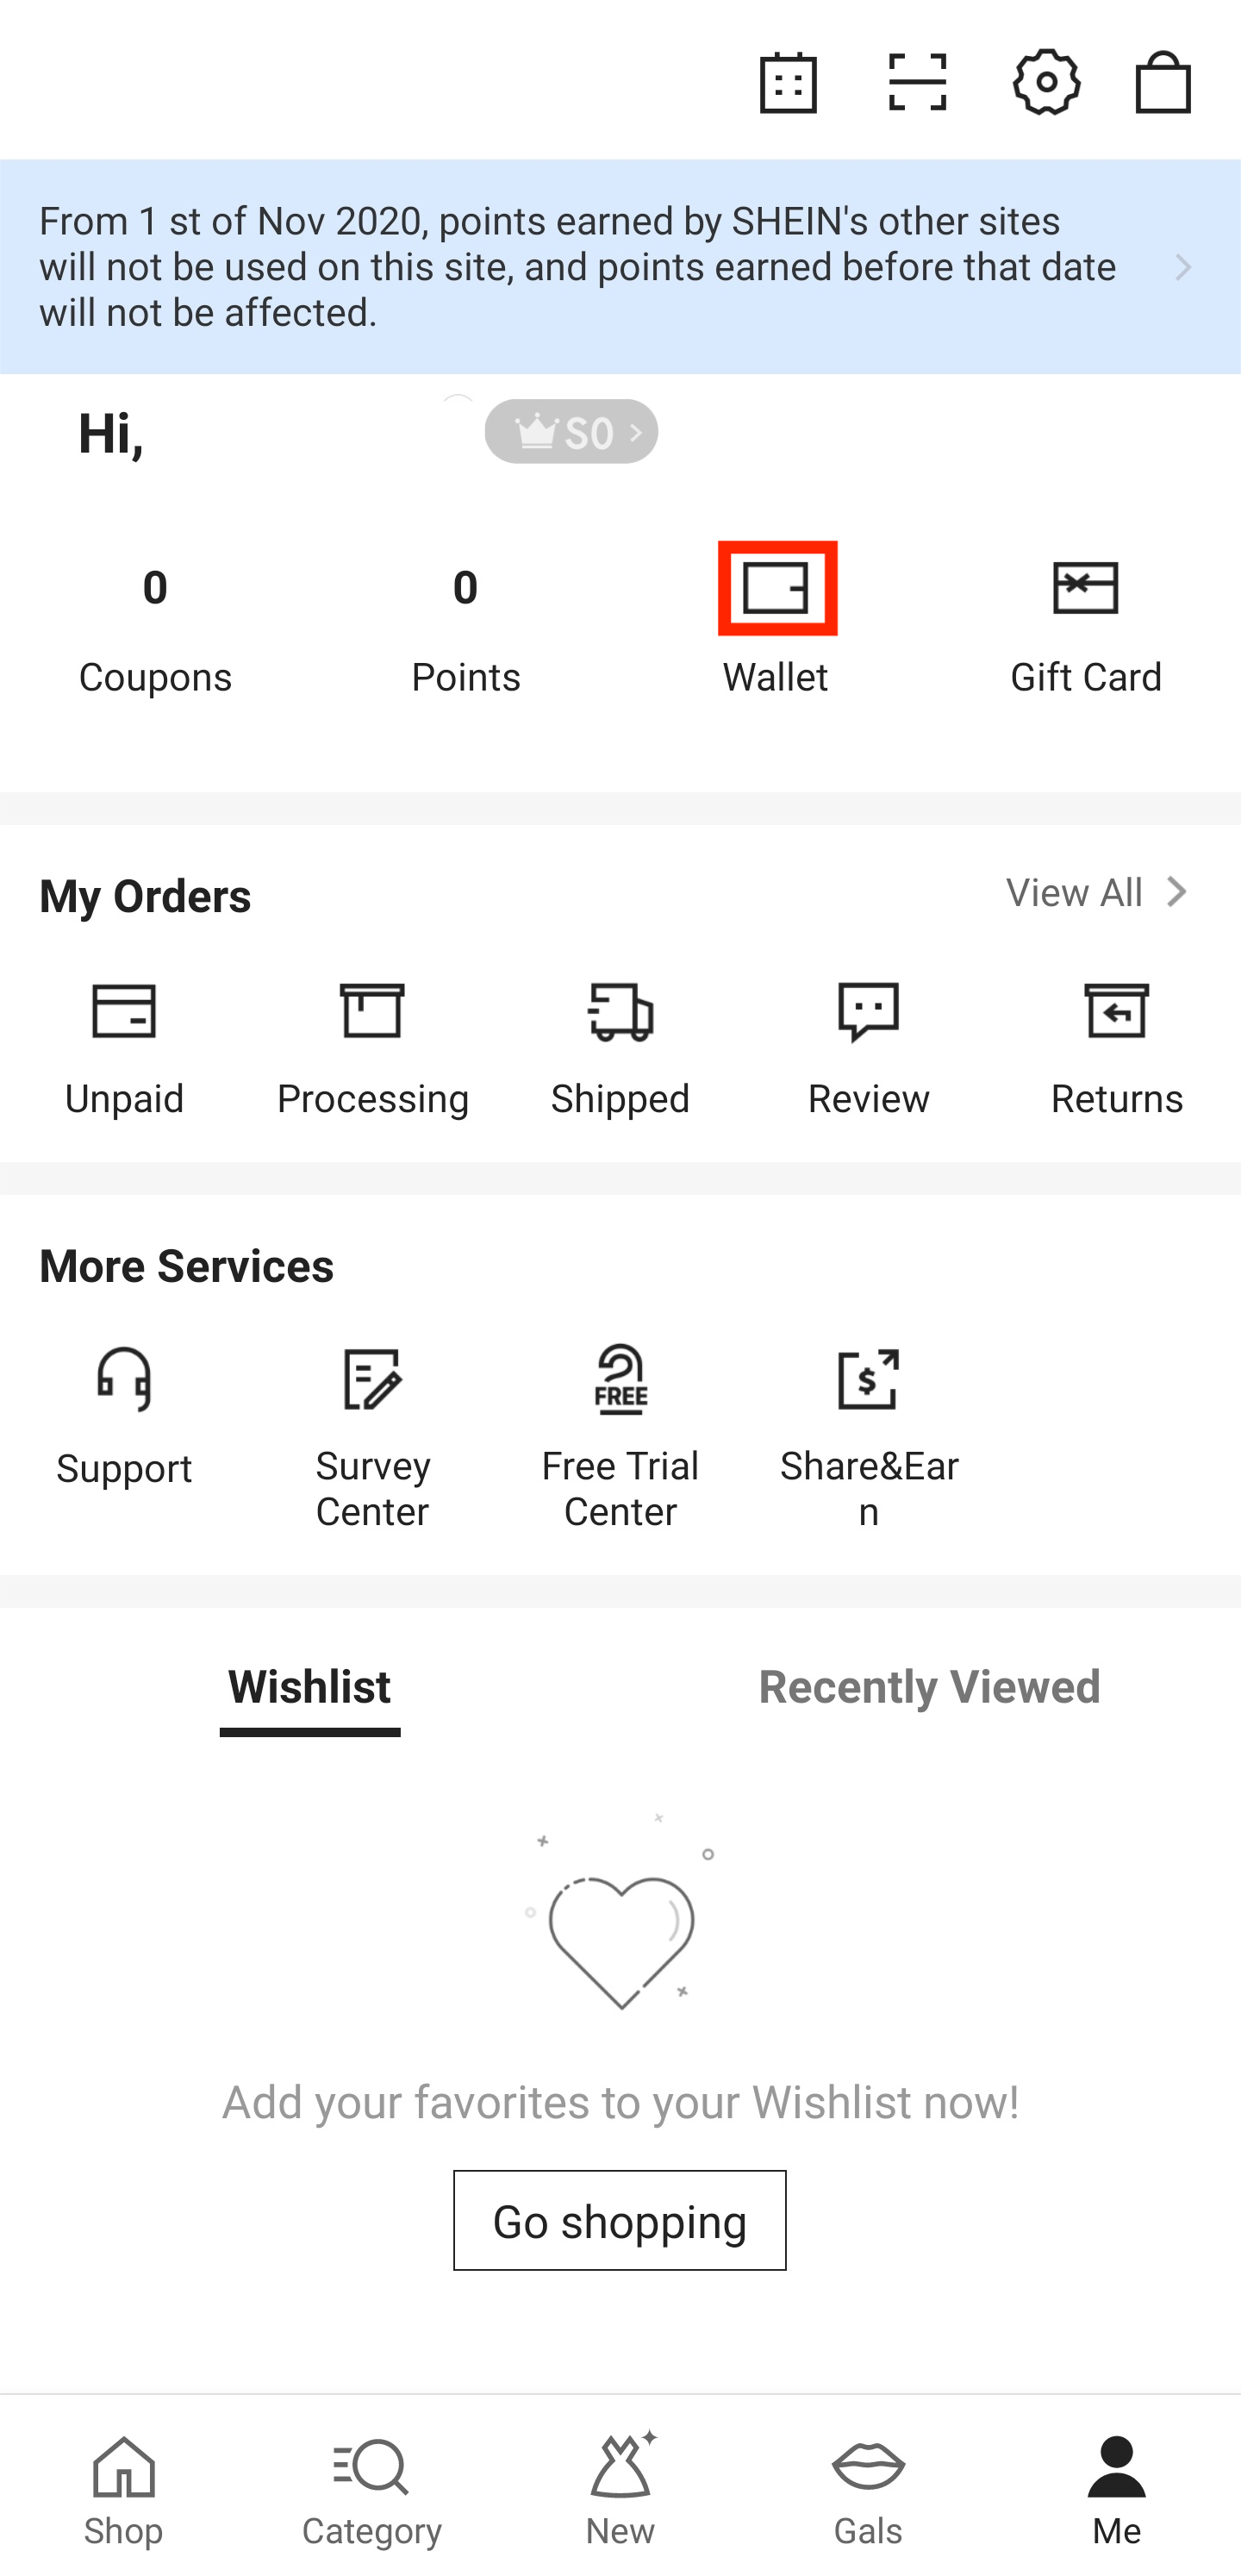 From 1 st of Nov 2020, points earned by SHEIN's other sites
will not be used on this site, and points earned before that date
will not be affected.
Hi,
S0
0
0
Coupons
Points
Wallet
Gift Card
My Orders
View All
Unpaid
Processing
Shipped
Review
Returns
More Services
FREE
$
Support
Survey
Center
Free Trial
Center
Share&Ear
n
Wishlist
Recently Viewed
Add your favorites to your Wishlist now!
Go shopping
Shop
Category
New
Gals
Me